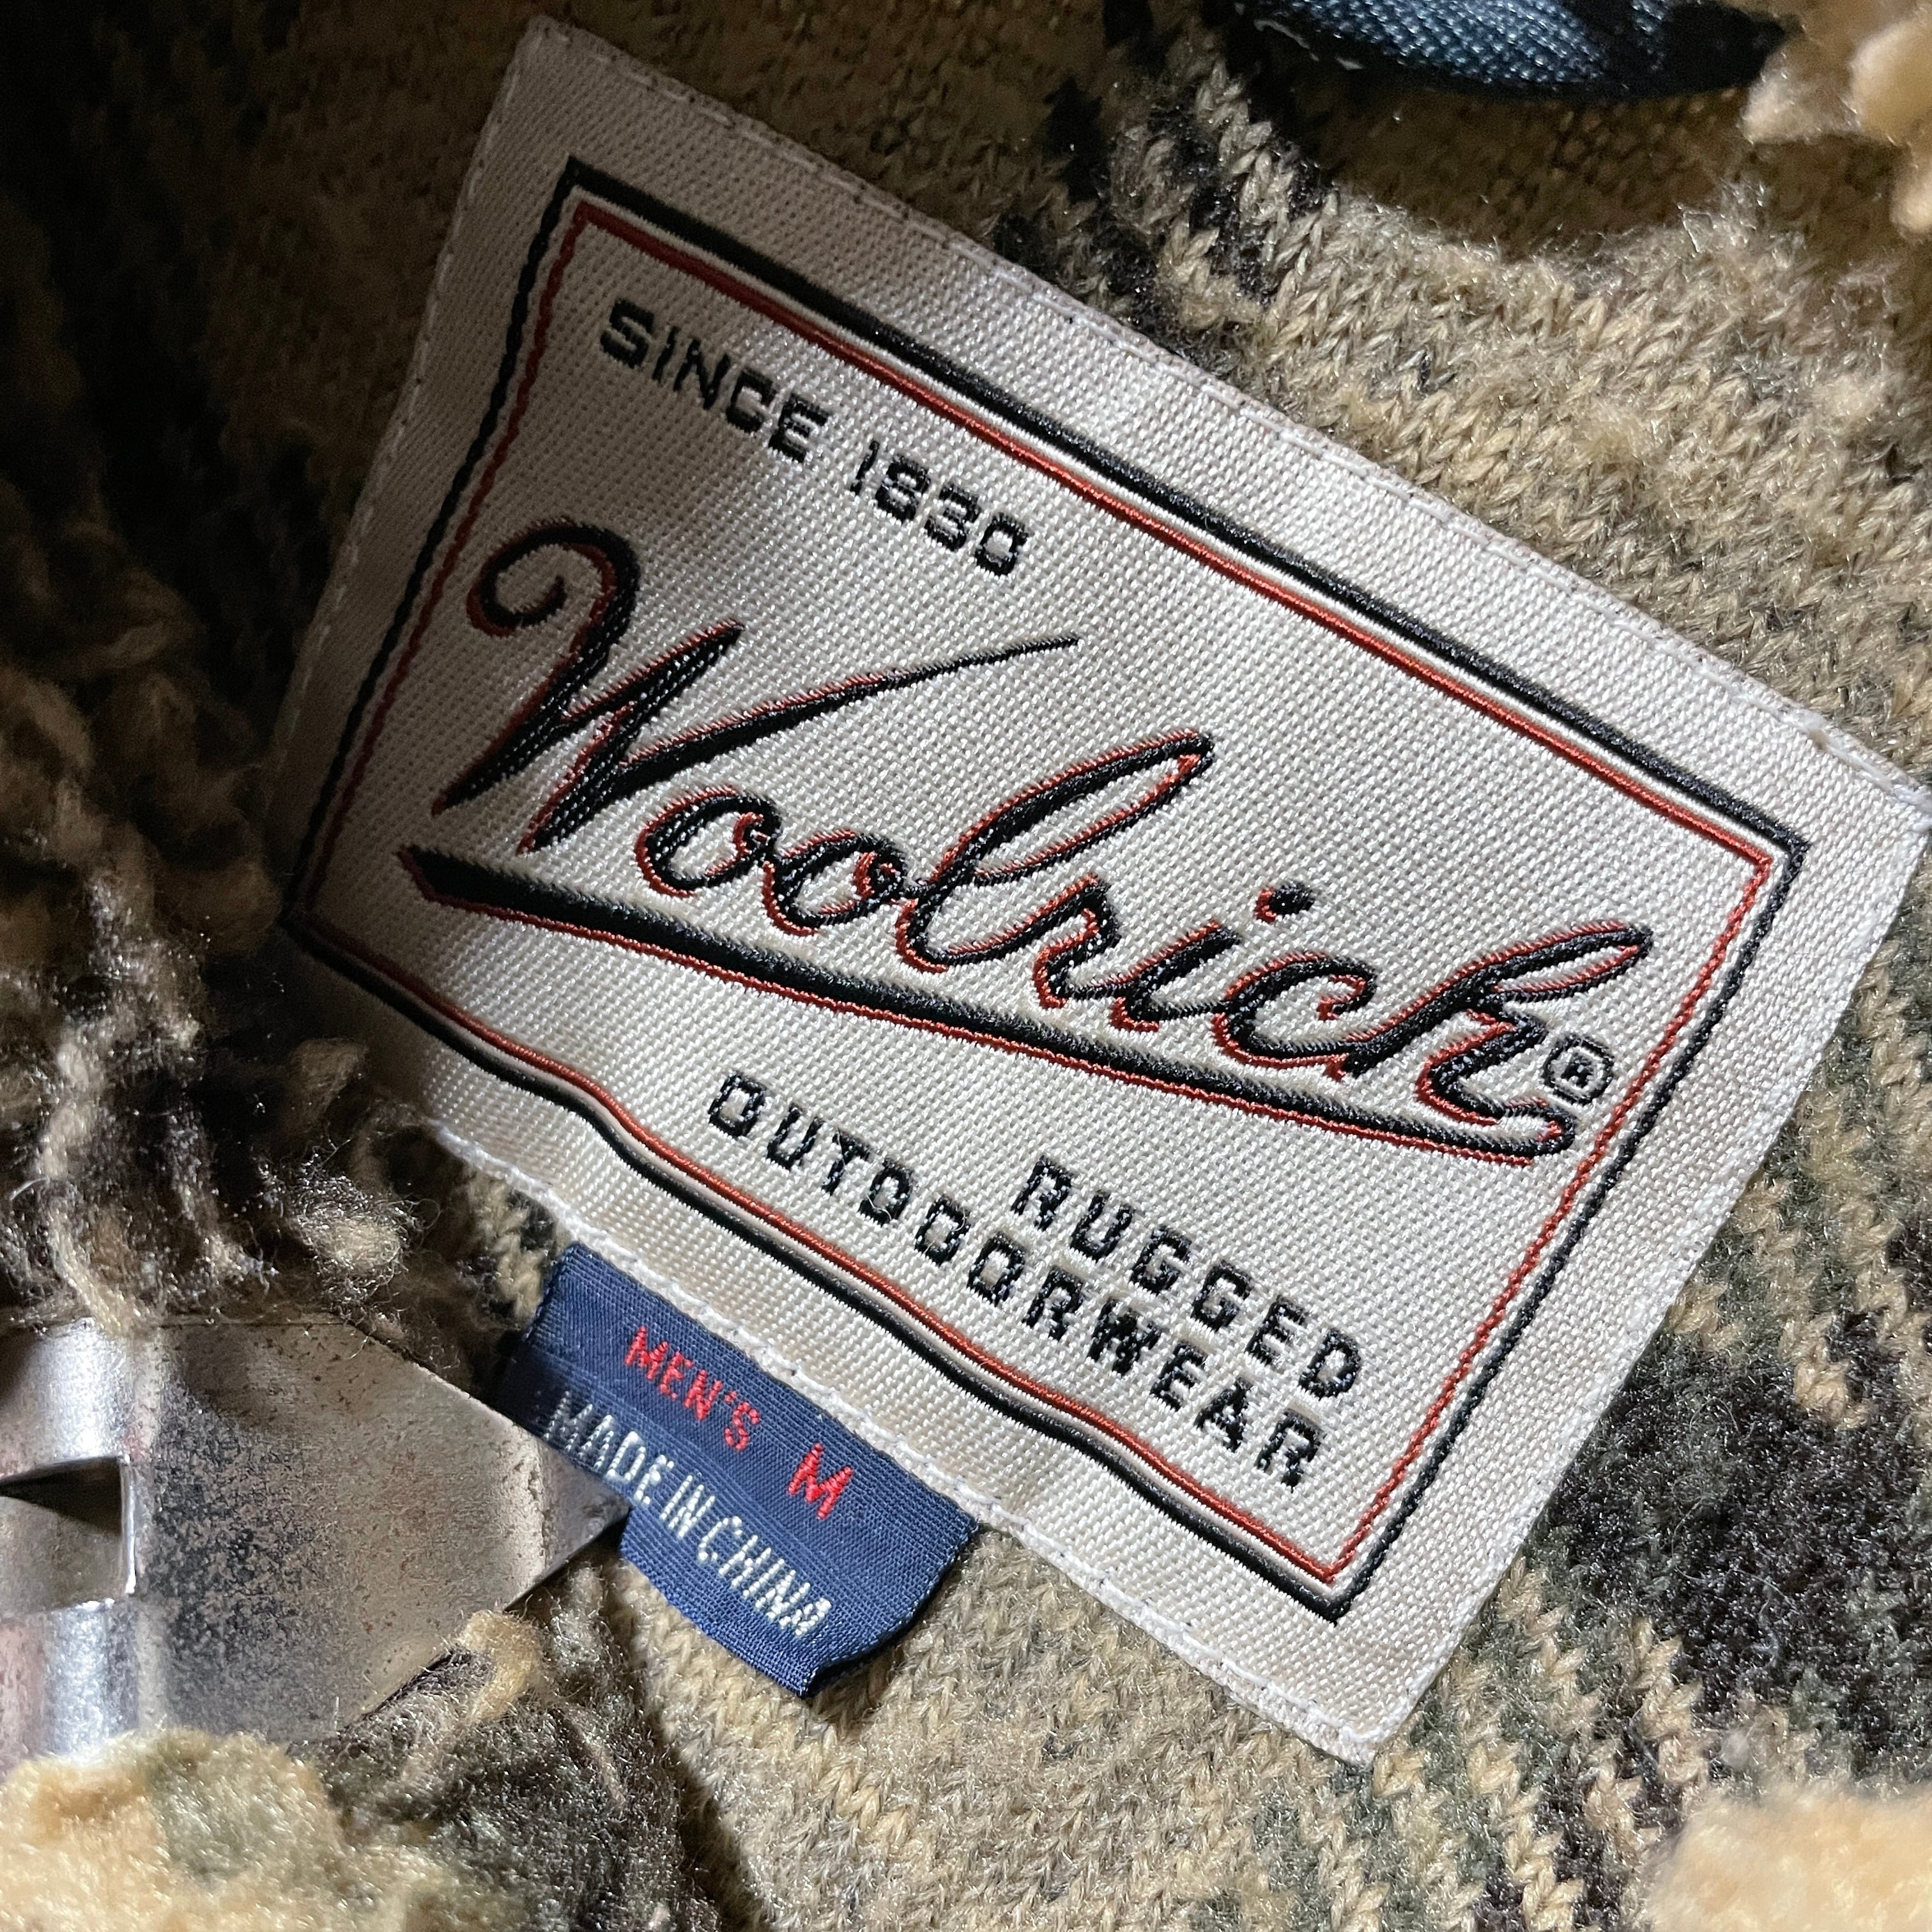 SINCE 1830
Woolrich®
RUGGED
OUTDOORWEAR
MEN'S M
MADE IN CHINA